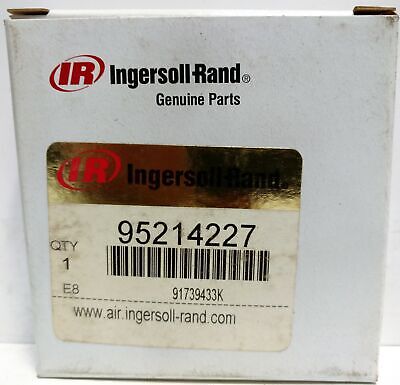 IR Ingersoll-Rand®
Genuine Parts
IR Ingersoll-Rand®
95214227
QTY
1
E8 91739433K
www.air.ingersoll-rand.com